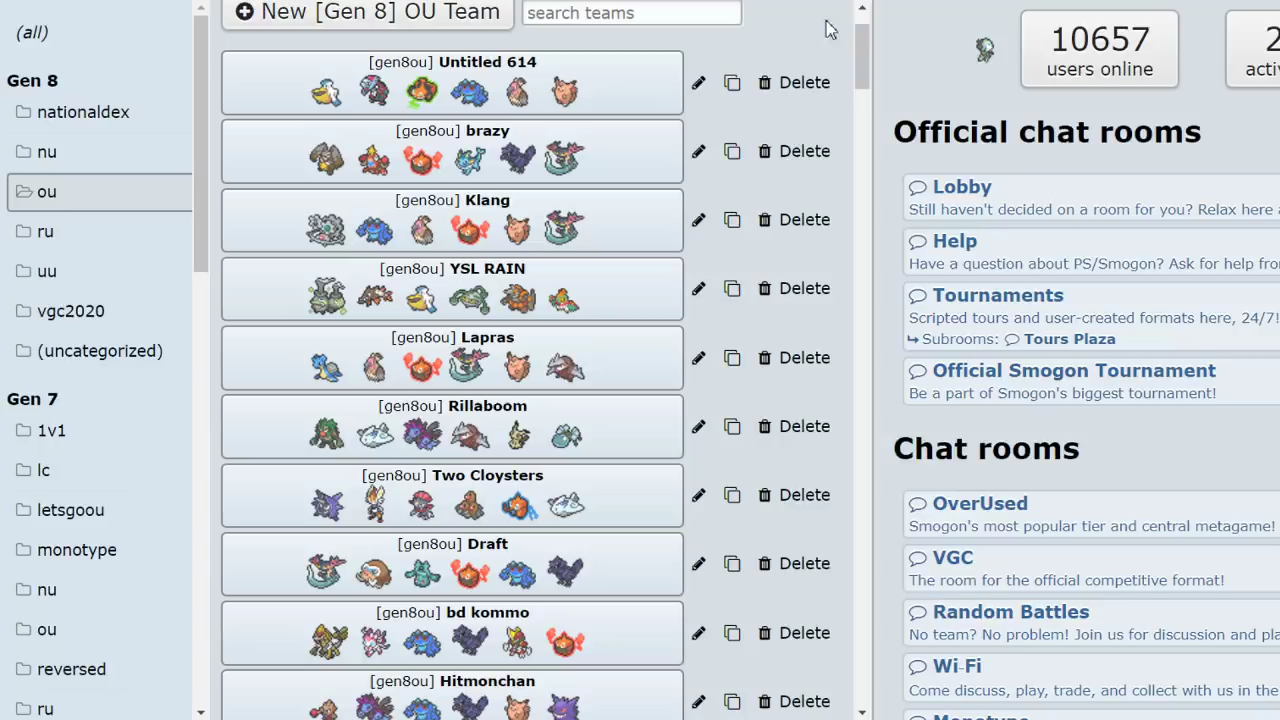 (all)
Gen 8
nationaldex
nu
ou
ru
uu
vgc2020
(uncategorized)
Gen 7
1v1
lc
letsgoou
monotype
nu
ou
reversed
ru
New [Gen 8] OU Team
search teams
[gen8ou] Untitled 614
Delete
[gen8ou] brazy
Delete
[gen8ou] Klang
Delete
[gen8ou] YSL RAIN
Delete
[gen8ou] Lapras
Delete
[gen8ou] Rillaboom
Delete
[gen8ou] Two Cloysters
Delete
[gen8ou] Draft
Delete
[gen8ou] bd kommo
Delete
[gen8ou] Hitmonchan
Delete
10657
users online
2
activ
Official chat rooms
Lobby
Still haven't decided on a room for you? Relax here a
Help
Have a question about PS/Smogon? Ask for help from
Tournaments
Scripted tours and user-created formats here, 24/7!
Subrooms: Tours Plaza
Official Smogon Tournament
Be a part of Smogon's biggest tournament!
Chat rooms
OverUsed
Smogon's most popular tier and central metagame!
VGC
The room for the official competitive format!
Random Battles
No team? No problem! Join us for discussion and pla
Wi-Fi
Come discuss, play, trade, and collect with us in the
Monotype